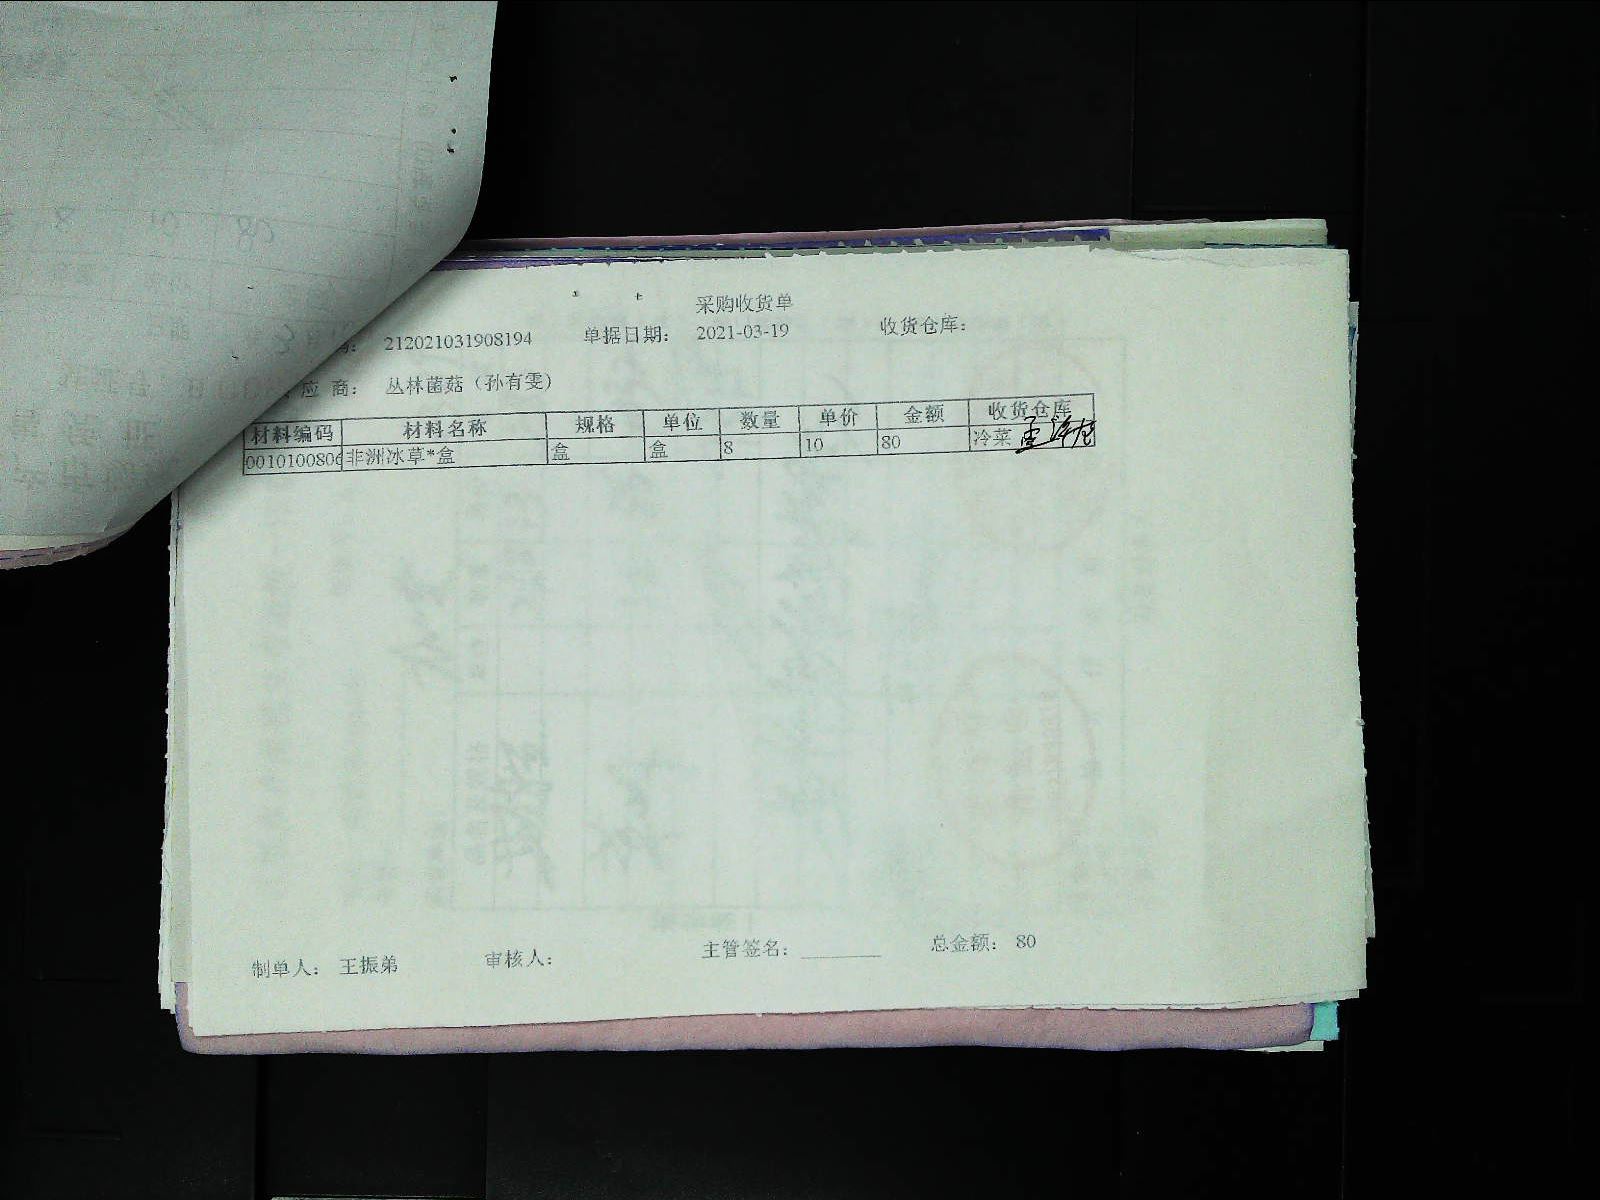 采购收货单
212021031908194 单据日期： 2021-03-19 收货仓库：
应 商： 丛林菌菇（孙有雯）
材料编码 材料名称 规格 单位 数量 单价 金额 收货仓库
0010100806 非洲冰草*盒 盒 盒 8 10 80 冷菜
制单人： 王振弟 审核人： 主管签名： ________ 总金额： 80